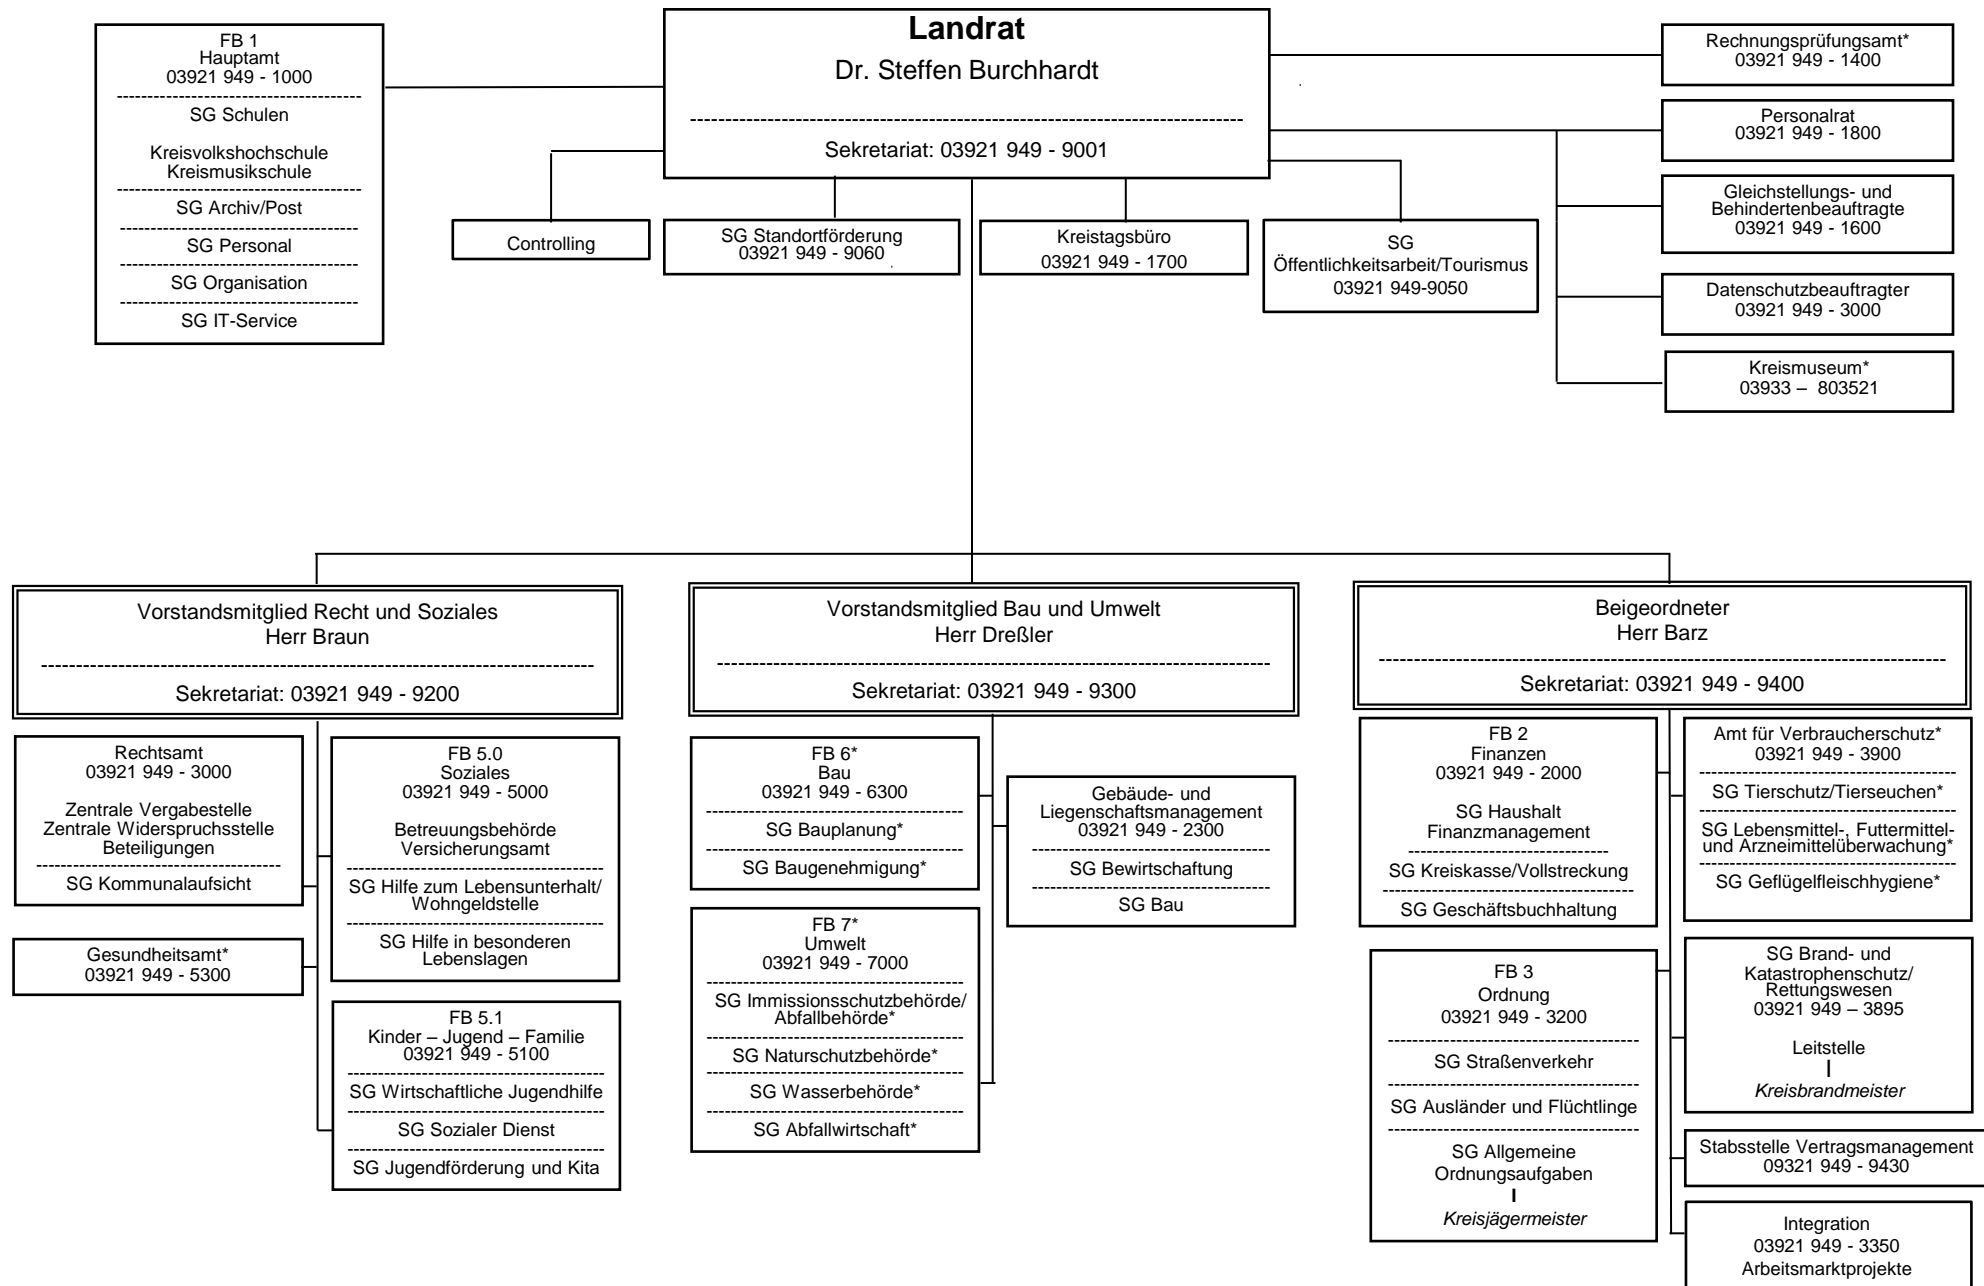 Landrat
Dr. Steffen Burchhardt
Sekretariat: 03921 949 - 9001
FB 1
Hauptamt
03921 949 - 1000
SG Schulen
Kreisvolkshochschule
Kreismusikschule
SG Archiv/Post
SG Personal
SG Organisation
SG IT-Service
Controlling
SG Standortförderung
03921 949 - 9060
Kreistagsbüro
03921 949 - 1700
SG
Öffentlichkeitsarbeit/Tourismus
03921 949-9050
Rechnungsprüfungsamt*
03921 949 - 1400
Personalrat
03921 949 - 1800
Gleichstellungs- und
Behindertenbeauftragte
03921 949 - 1600
Datenschutzbeauftragter
03921 949 - 3000
Kreismuseum*
03933 – 803521
Vorstandsmitglied Recht und Soziales
Herr Braun
Sekretariat: 03921 949 - 9200
Rechtsamt
03921 949 - 3000
Zentrale Vergabestelle
Zentrale Widerspruchsstelle
Beteiligungen
SG Kommunalaufsicht
Gesundheitsamt*
03921 949 - 5300
FB 5.0
Soziales
03921 949 - 5000
Betreuungsbehörde
Versicherungsamt
SG Hilfe zum Lebensunterhalt/
Wohngeldstelle
SG Hilfe in besonderen
Lebenslagen
FB 5.1
Kinder – Jugend – Familie
03921 949 - 5100
SG Wirtschaftliche Jugendhilfe
SG Sozialer Dienst
SG Jugendförderung und Kita
Vorstandsmitglied Bau und Umwelt
Herr Dreßler
Sekretariat: 03921 949 - 9300
FB 6*
Bau
03921 949 - 6300
SG Bauplanung*
SG Baugenehmigung*
FB 7*
Umwelt
03921 949 - 7000
SG Immissionsschutzbehörde/
Abfallbehörde*
SG Naturschutzbehörde*
SG Wasserbehörde*
SG Abfallwirtschaft*
Gebäude- und
Liegenschaftsmanagement
03921 949 - 2300
SG Bewirtschaftung
SG Bau
Beigeordneter
Herr Barz
Sekretariat: 03921 949 - 9400
FB 2
Finanzen
03921 949 - 2000
SG Haushalt
Finanzmanagement
SG Kreiskasse/Vollstreckung
SG Geschäftsbuchhaltung
FB 3
Ordnung
03921 949 - 3200
SG Straßenverkehr
SG Ausländer und Flüchtlinge
SG Allgemeine
Ordnungsaufgaben
Kreisjägermeister
Amt für Verbraucherschutz*
03921 949 - 3900
SG Tierschutz/Tierseuchen*
SG Lebensmittel-, Futtermittel-
und Arzneimittelüberwachung*
SG Geflügelfleischhygiene*
SG Brand- und
Katastrophenschutz/
Rettungswesen
03921 949 – 3895
Leitstelle
Kreisbrandmeister
Stabsstelle Vertragsmanagement
09321 949 - 9430
Integration
03921 949 - 3350
Arbeitsmarktprojekte